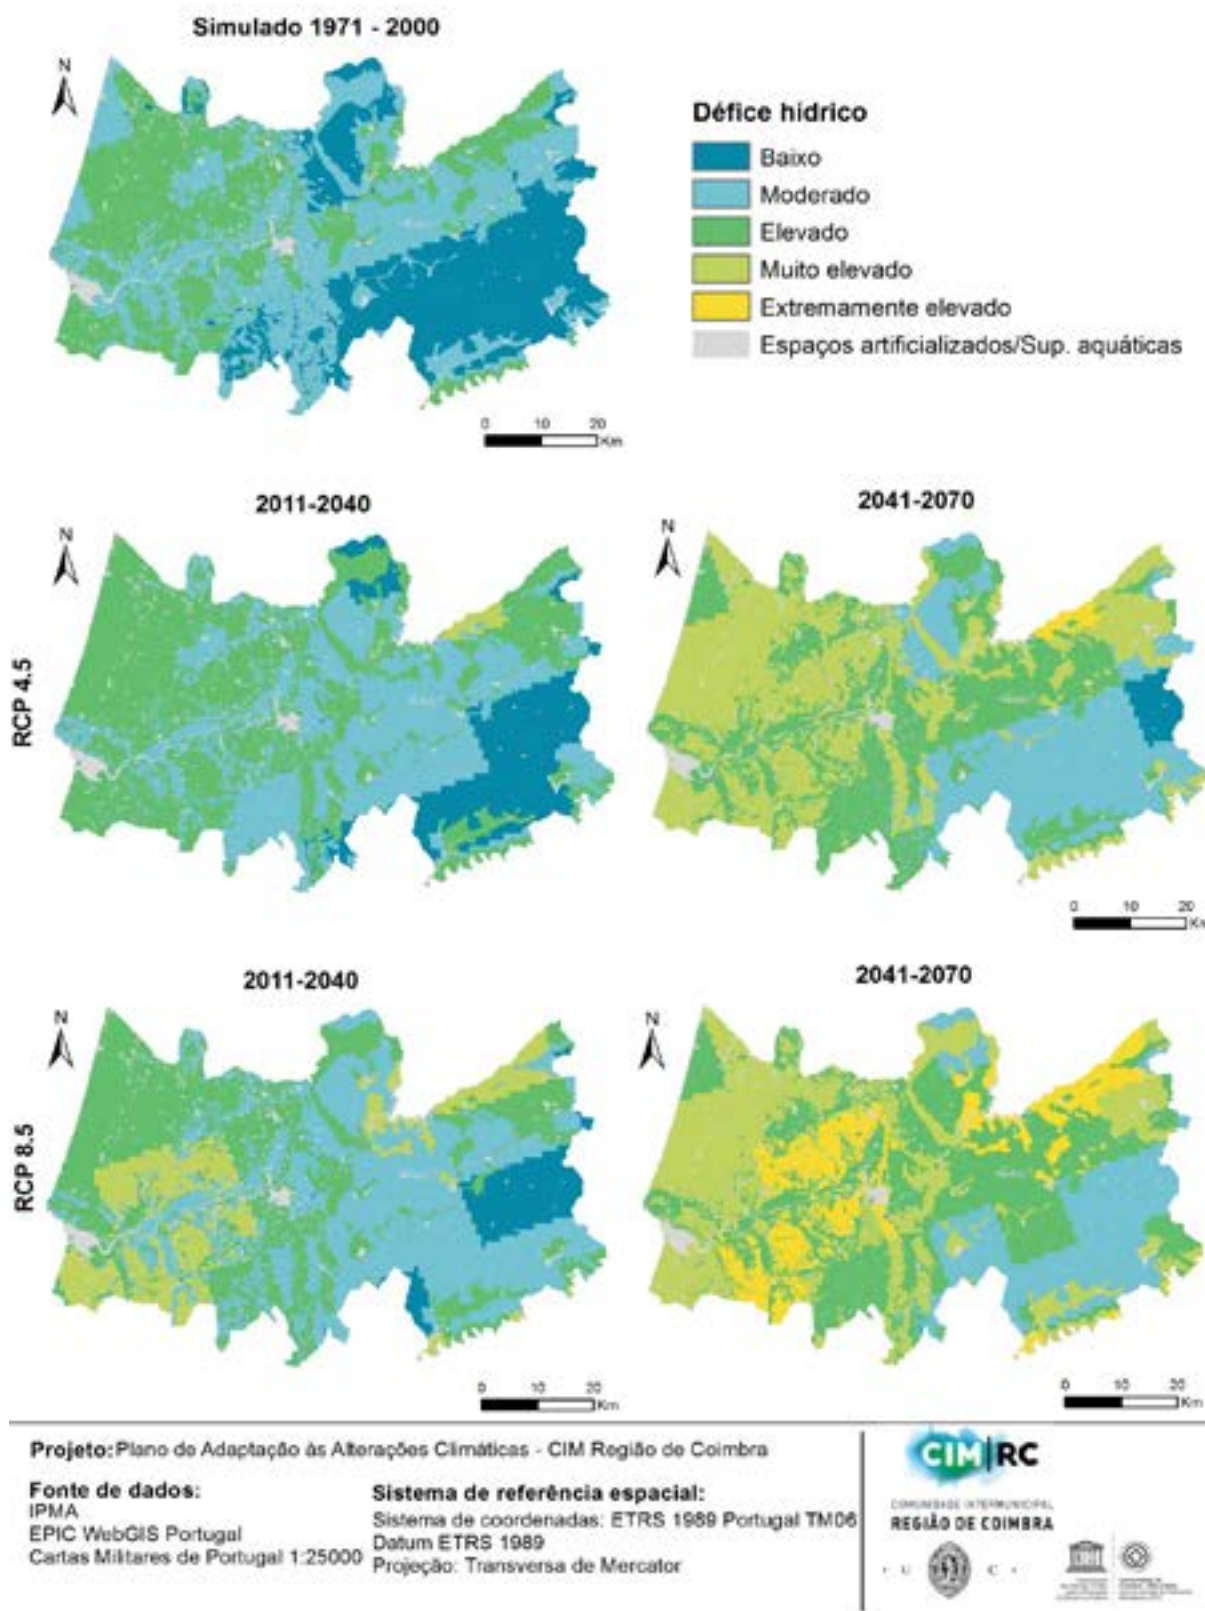 Simulado 1971 - 2000
N
Défice hídrico
Baixo
Moderado
Elevado
Muito elevado
Extremamente elevado
Espaços artificializados/Sup. aquáticas
0 10 20
Km
2011-2040
2041-2070
N
N
RCP 4.5
0 10 20
Km
2011-2040
2041-2070
N
N
RCP 8.5
0 10 20
Km
0 10 20
Km
Projeto: Plano de Adaptação às Alterações Climáticas - CIM Região de Coimbra
Fonte de dados:
IPMA
EPIC WebGIS Portugal
Cartas Militares de Portugal 1:25000
Sistema de referência espacial:
Sistema de coordenadas: ETRS 1989 Portugal TM06
Datum ETRS 1989
Projeção: Transversa de Mercator
CIM|RC
COMUNIDADE INTERMUNICIPAL
REGIÃO DE COIMBRA
U C